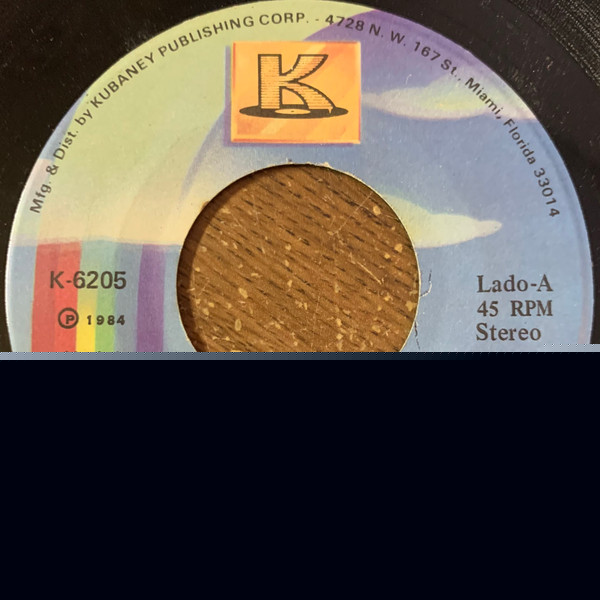 Mfg. & Dist. by KUBANEY PUBLISHING CORP. - 4728 N. W. 167 St., Miami, Florida 33014
K
K-6205
Ⓟ 1984
Lado-A
45 RPM
Stereo